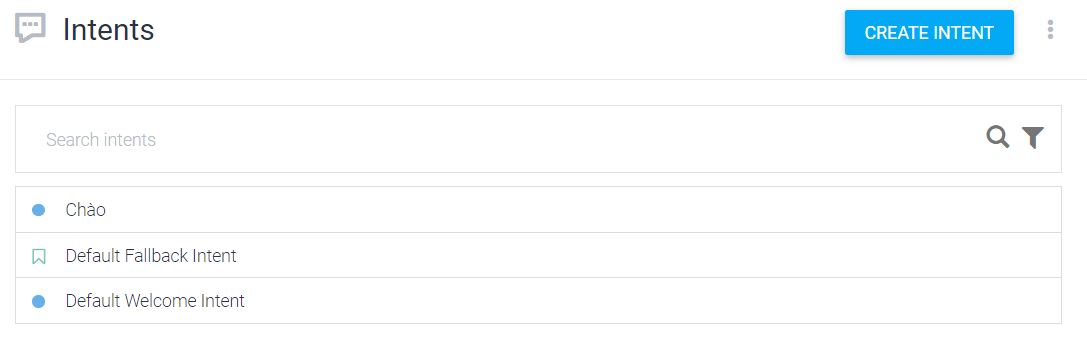 Intents
CREATE INTENT
Search intents
Chào
Default Fallback Intent
Default Welcome Intent